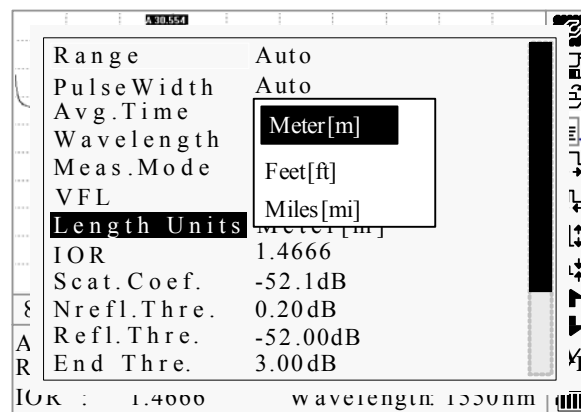 A 30.554
Range Auto
PulseWidth Auto
Avg.Time
Wavelength
Meas.Mode
VFL
Length Units Meter[m]
Meter[m]
Feet[ft]
Miles[mi]
IOR 1.4666
Scat.Coef. -52.1dB
Nrefl.Thre. 0.20dB
Refl.Thre. -52.00dB
End Thre. 3.00dB
8
A
R
IOR : 1.4666 Wavelength: